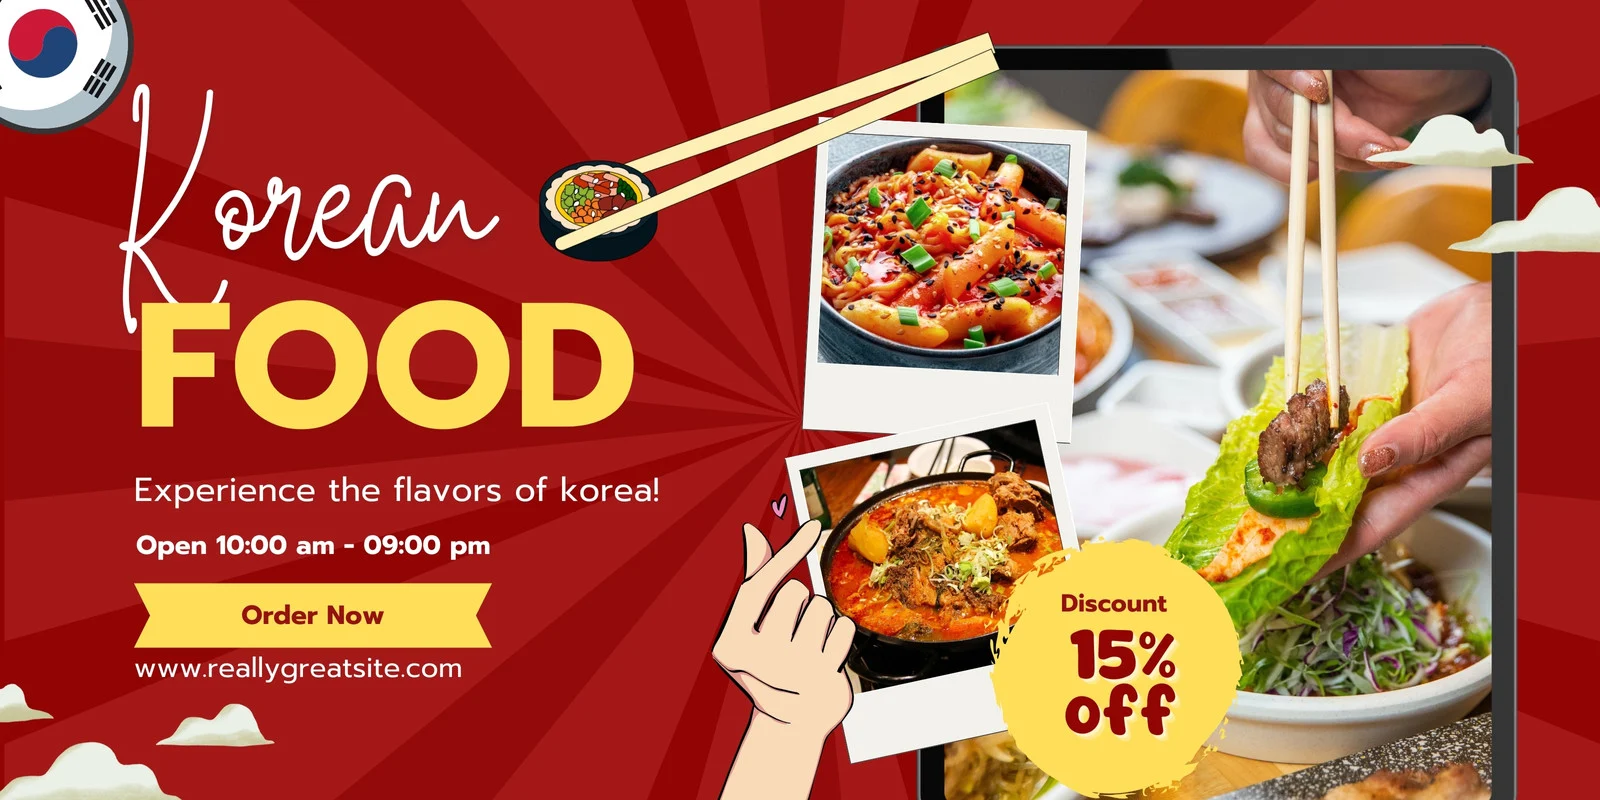 Korean
FOOD
Experience the flavors of korea!
Open 10:00 am - 09:00 pm
Order Now
www.reallygreatsite.com
Discount
15%
off